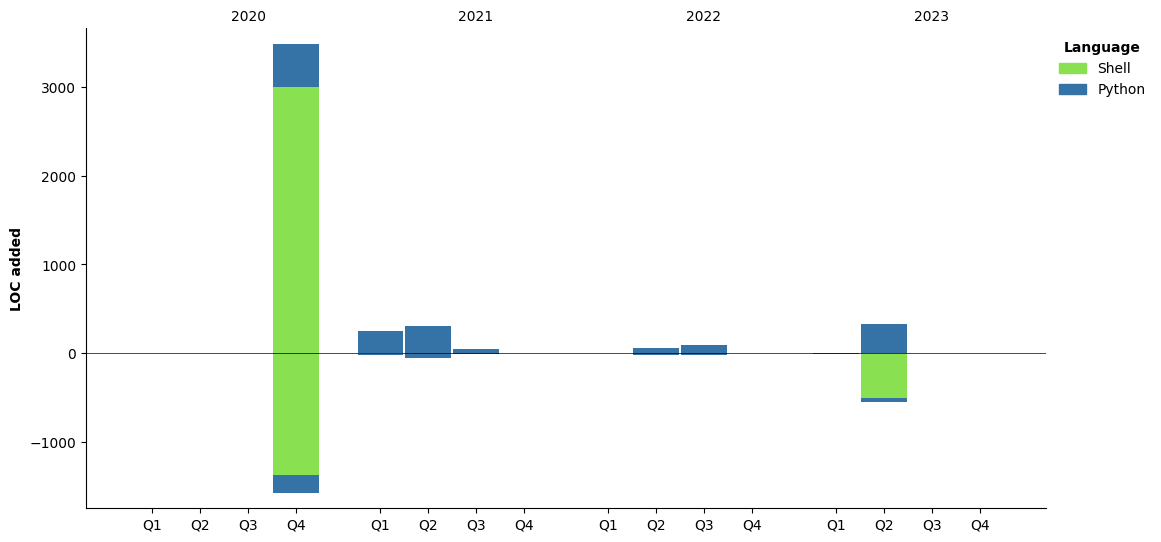 2020 2021 2022 2023
Language
Shell
Python
3000
2000
1000
0
−1000
LOC added
Q1 Q2 Q3 Q4 Q1 Q2 Q3 Q4 Q1 Q2 Q3 Q4 Q1 Q2 Q3 Q4